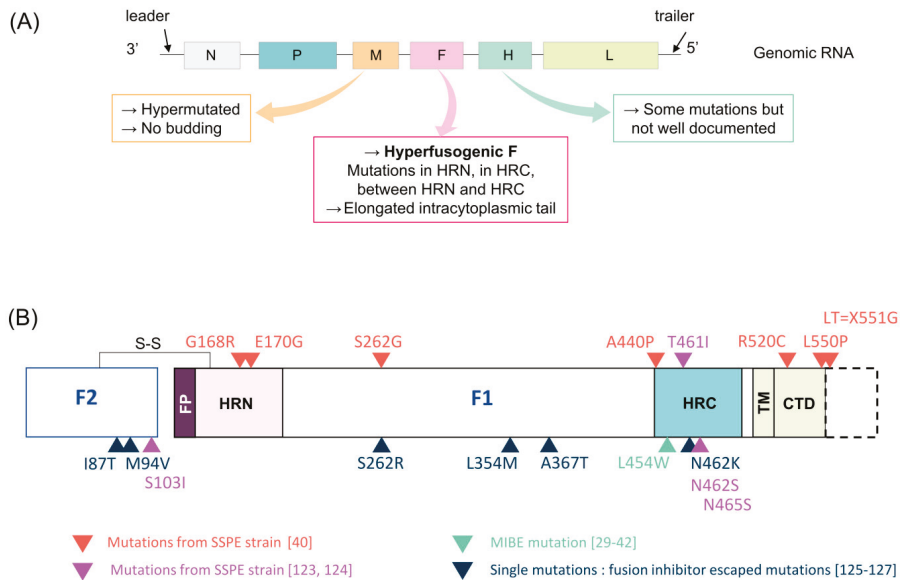 (A)
leader
trailer
3’
5’
N
P
M
F
H
L
Genomic RNA
→ Hypermutated
→ No budding
→ Some mutations but
not well documented
→ Hyperfusogenic F
Mutations in HRN, in HRC,
between HRN and HRC
→ Elongated intracytoplasmic tail
(B)
LT=X551G
S-S
G168R
E170G
S262G
A440P
T461I
R520C
L550P
F2
FP
HRN
F1
HRC
TM
CTD
I87T
M94V
S262R
L354M
A367T
L454W
N462K
S103I
N462S
N465S
Mutations from SSPE strain [40]
MIBE mutation [29-42]
Mutations from SSPE strain [123, 124]
Single mutations : fusion inhibitor escaped mutations [125-127]